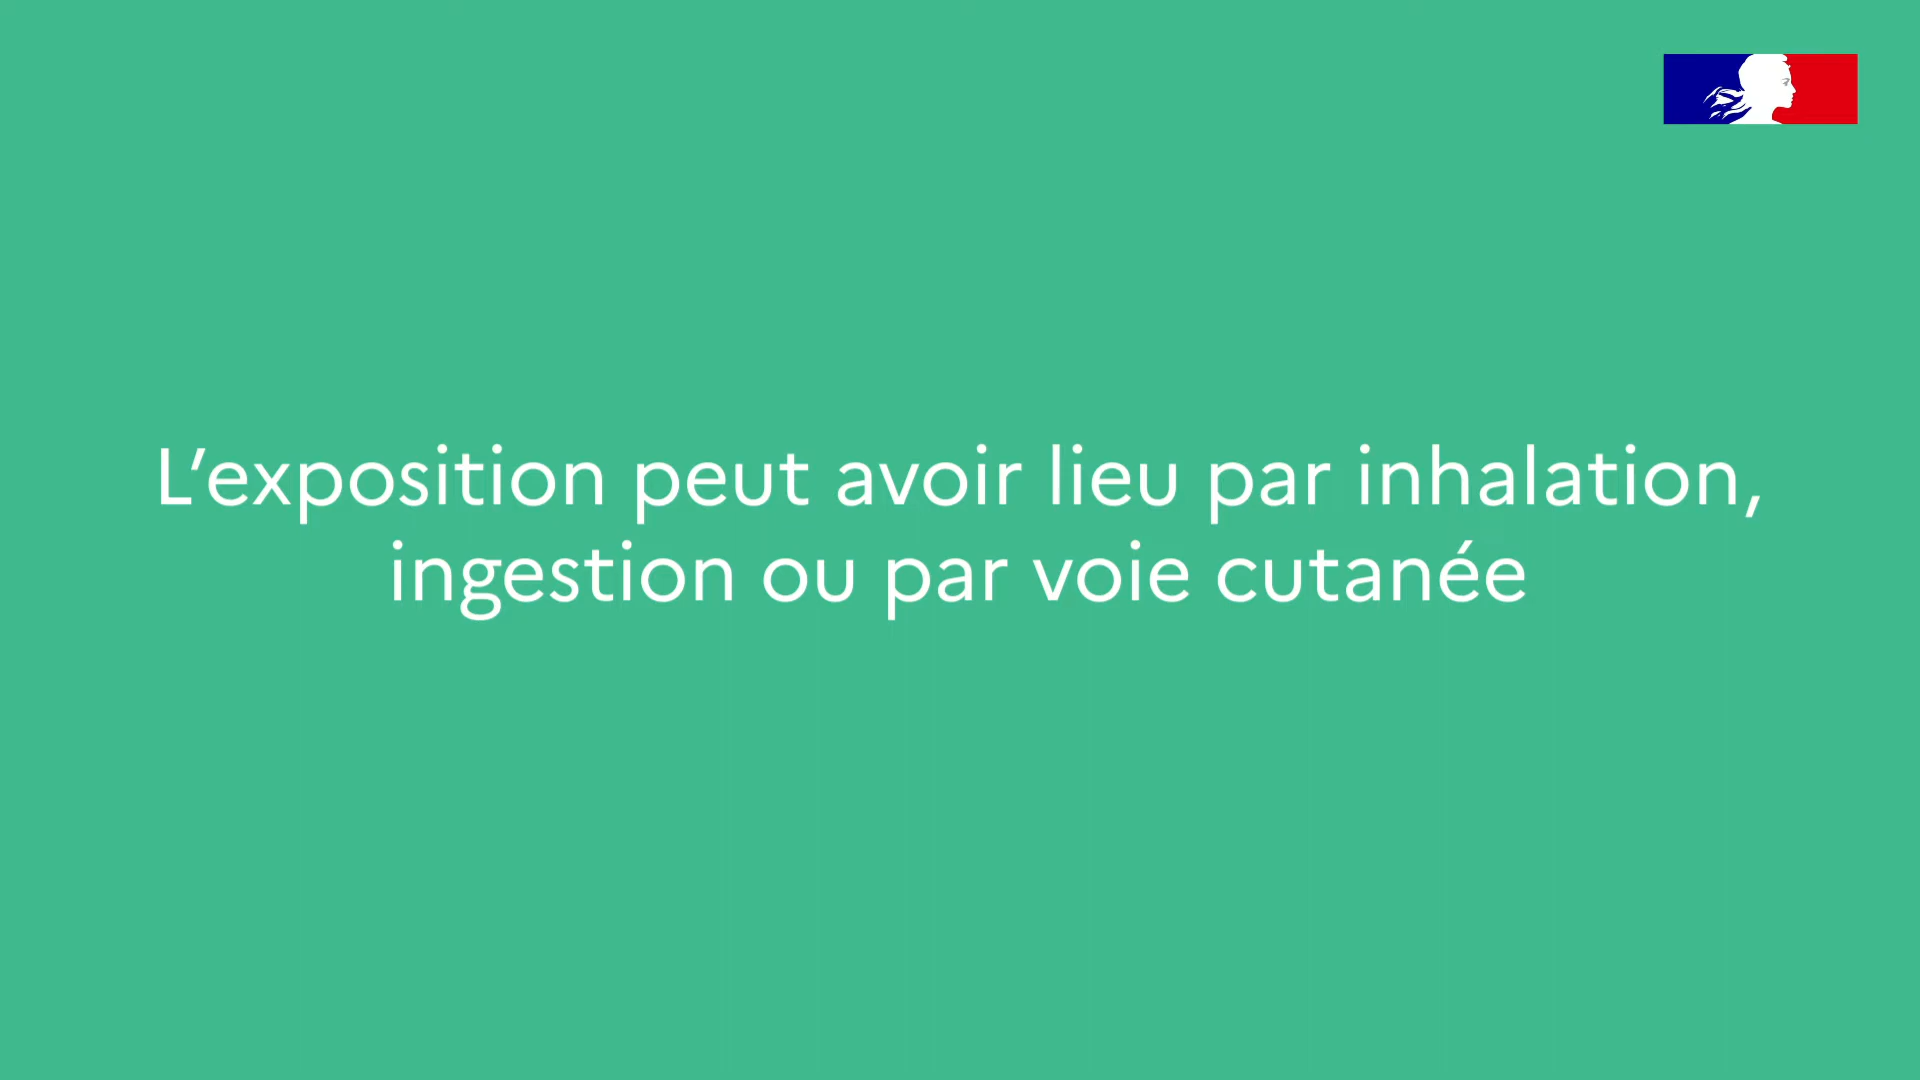 L’exposition peut avoir lieu par inhalation,
ingestion ou par voie cutanée